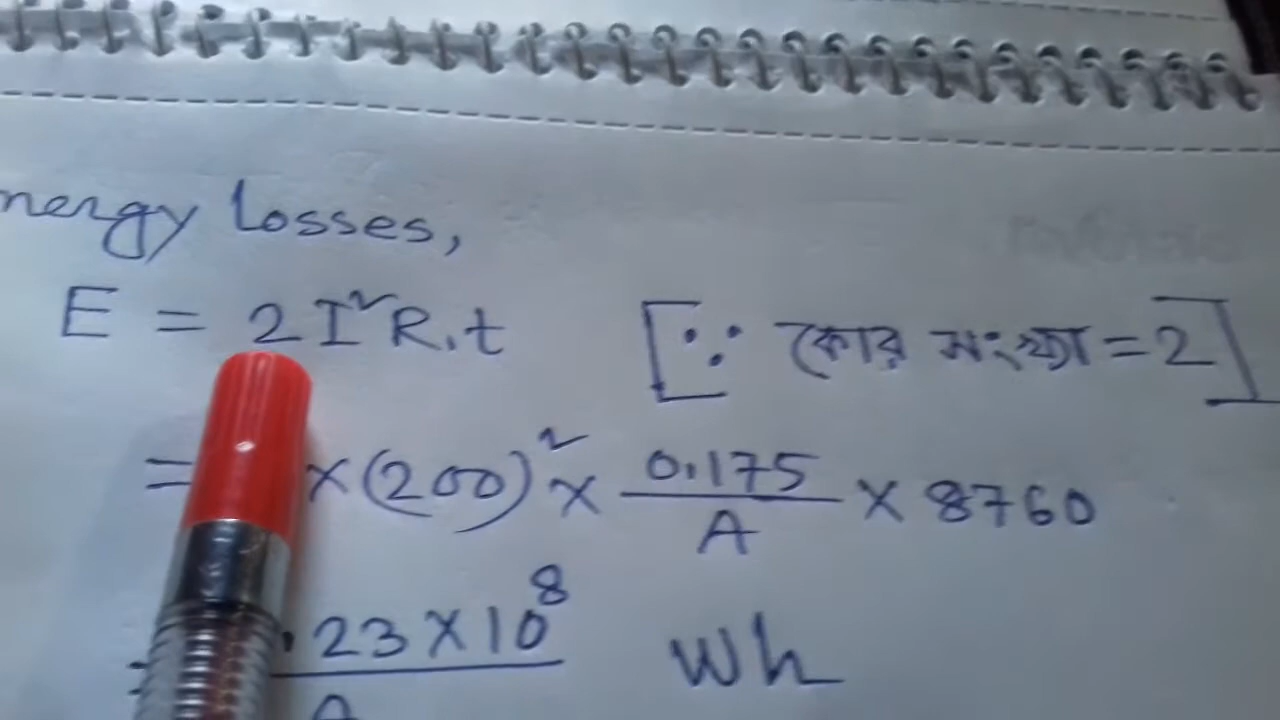 nergy Losses,
E = 2I²R.t [∵ কোর সংখ্যা = 2]
= × (200)² × 0.175/A × 8760
.23 × 10⁸/A Wh